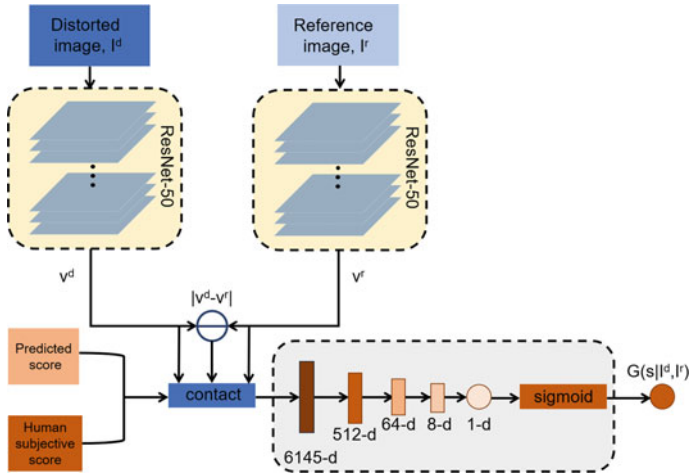 Distorted
image, I^d
Reference
image, I^r
ResNet-50
ResNet-50
v^d
v^r
|v^d-v^r|
Predicted
score
Human
subjective
score
contact
6145-d
512-d
64-d
8-d
1-d
sigmoid
G(s|I^d,I^r)